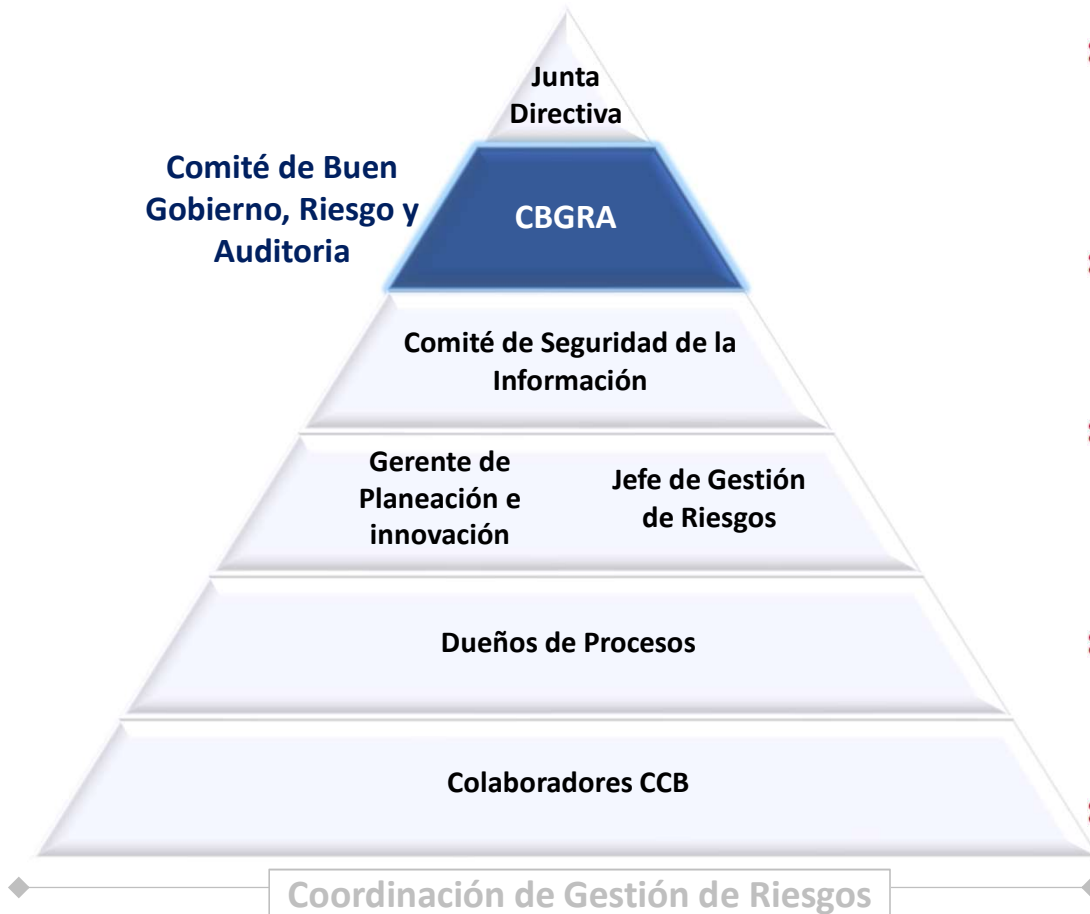 Junta
Directiva
Comité de Buen
Gobierno, Riesgo y
Auditoria
CBGRA
Comité de Seguridad de la
Información
Gerente de
Planeación e
innovación
Jefe de Gestión
de Riesgos
Dueños de Procesos
Colaboradores CCB
Coordinación de Gestión de Riesgos